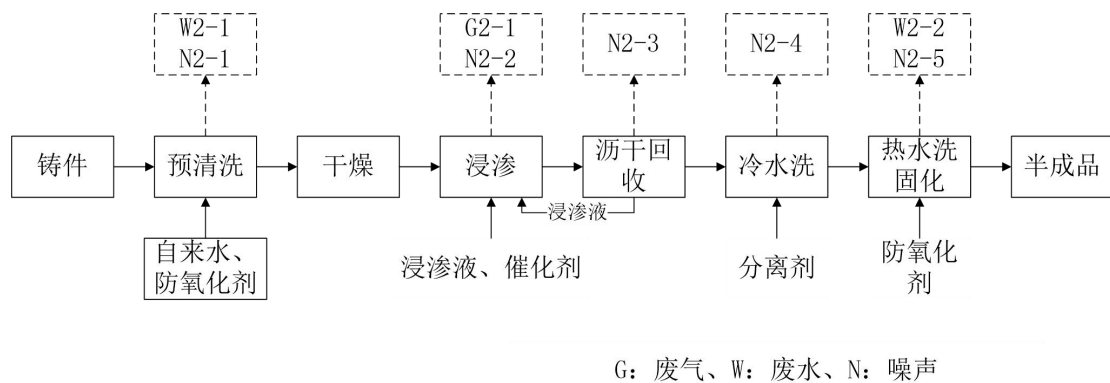 W2-1
N2-1
G2-1
N2-2
N2-3
N2-4
W2-2
N2-5
铸件
预清洗
干燥
浸渗
沥干回
收
冷水洗
热水洗
固化
半成品
浸渗液
自来水、
防氧化剂
浸渗液、催化剂
分离剂
防氧化
剂
G: 废气、W: 废水、N: 噪声